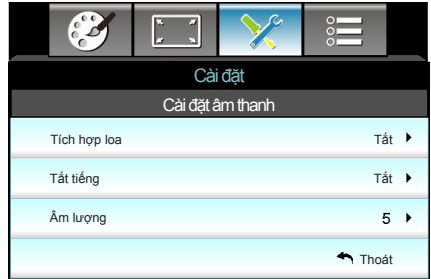 Cài đặt
Cài đặt âm thanh
Tích hợp loa Tắt
Tắt tiếng Tắt
Âm lượng 5
Thoát